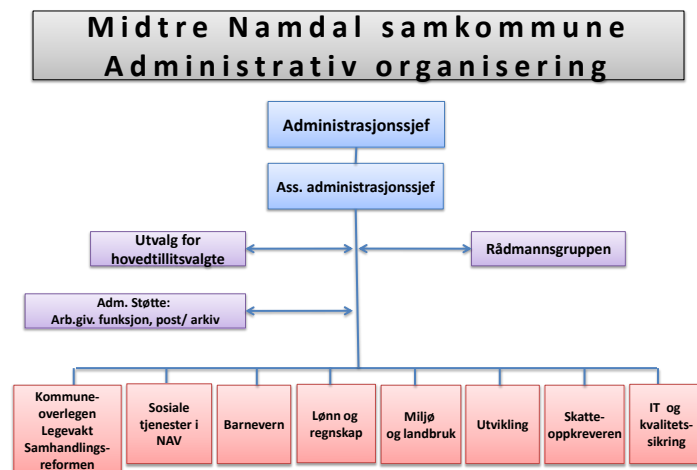 Midtre Namdal samkommune
Administrativ organisering
Administrasjonssjef
Ass. administrasjonssjef
Utvalg for
hovedtillitsvalgte
Rådmannsgruppen
Adm. Støtte:
Arb.giv. funksjon, post/ arkiv
Kommune-
overlegen
Legevakt
Samhandlings-
reformen
Sosiale
tjenester i
NAV
Barnevern
Lønn og
regnskap
Miljø
og landbruk
Utvikling
Skatte-
oppkreveren
IT og
kvalitets-
sikring